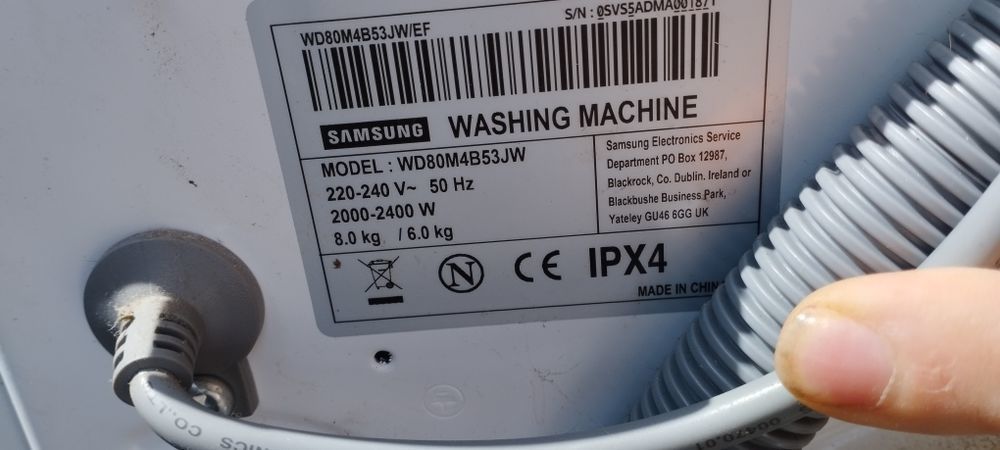 WD80M4B53JW/EF
S/N : 0SVS5ADMA001871
SAMSUNG WASHING MACHINE
MODEL : WD80M4B53JW
220-240 V~ 50 Hz
2000-2400 W
8.0 kg / 6.0 kg
Samsung Electronics Service
Department PO Box 12987,
Blackrock, Co. Dublin. Ireland or
Blackbushe Business Park,
Yateley GU46 6GG UK
N CE IPX4
MADE IN
CO.,